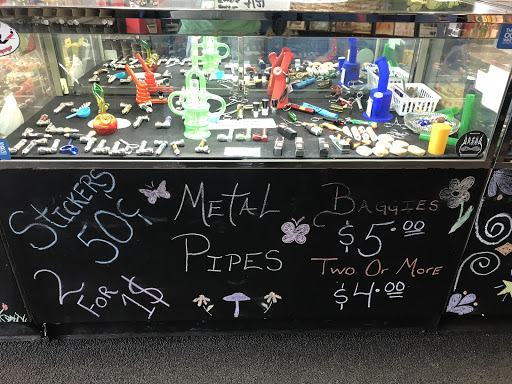 STICKERS
50¢
2 FOR 1$
METAL
PIPES
BAGGIES
$5.00
TWO OR MORE
$4.00